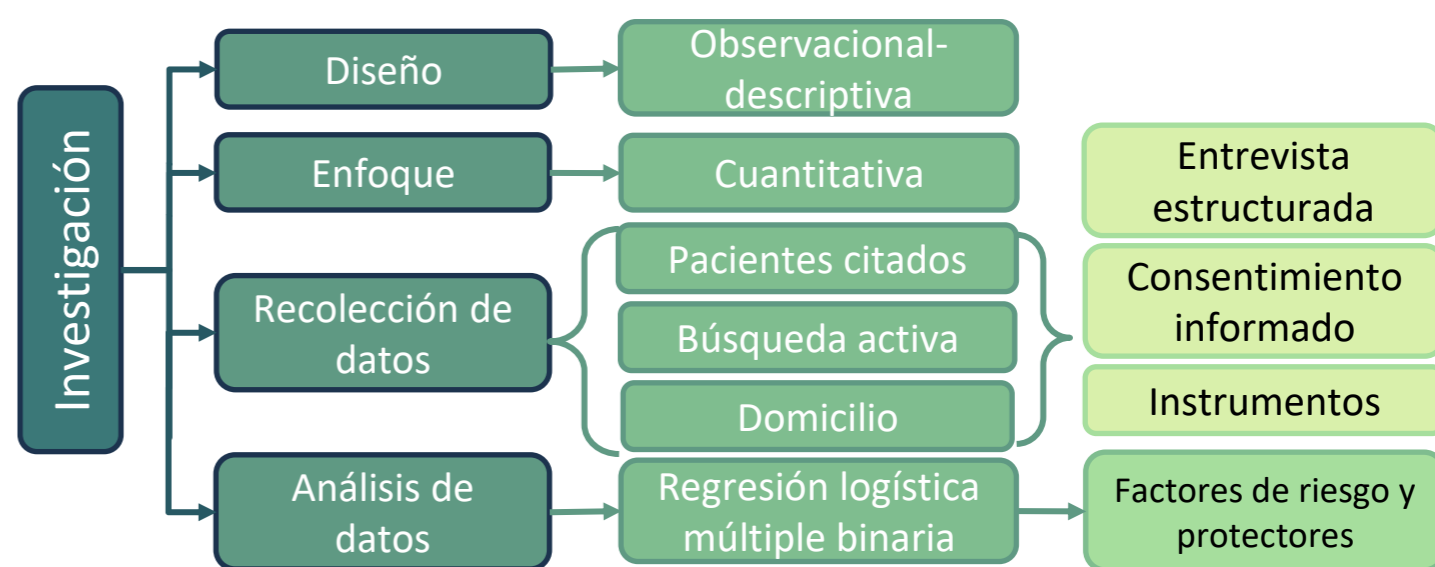 Investigación
Diseño
Observacional-
descriptiva
Enfoque
Cuantitativa
Recolección de
datos
Pacientes citados
Búsqueda activa
Domicilio
Entrevista
estructurada
Consentimiento
informado
Instrumentos
Análisis de
datos
Regresión logística
múltiple binaria
Factores de riesgo y
protectores